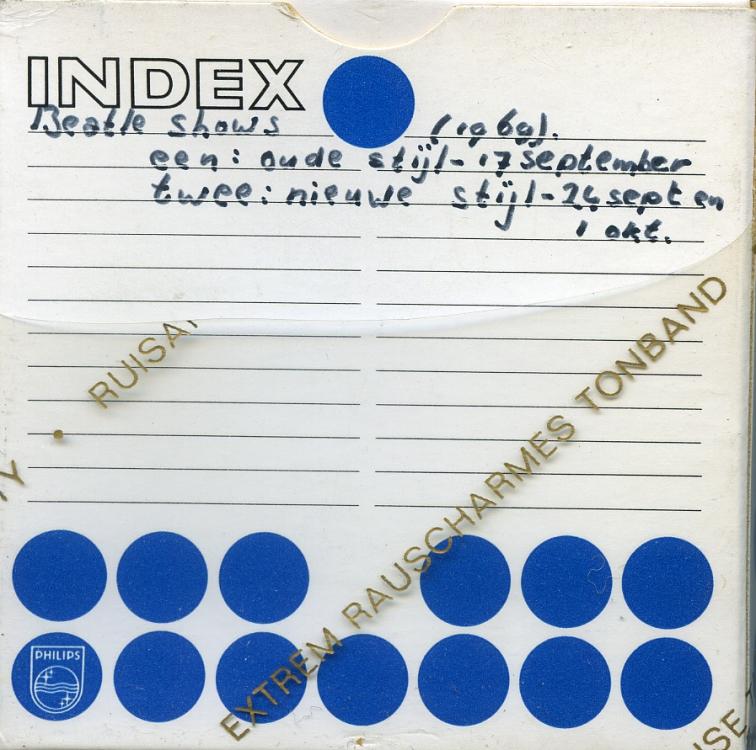 INDEX
Beatle shows (1969).
een: oude stijl - 17 september
twee: nieuwe stijl - 24 sept en
1 okt.
EXTREM RAUSCHARMES TONBAND
PHILIPS